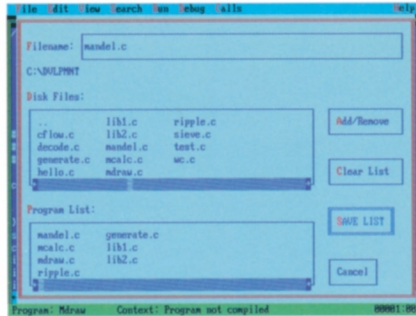 File Edit View Search Run Debug Calls Help
Filename: mandel.c
C:\DVLPMNT
Disk Files:
.. lib1.c ripple.c
cflow.c lib2.c sieve.c
decode.c mandel.c test.c
generate.c mcalc.c wc.c
hello.c mdraw.c
Add/Remove
Clear List
Program List:
mandel.c generate.c
mcalc.c lib1.c
mdraw.c lib2.c
ripple.c
SAVE LIST
Cancel
Program: Mdraw Context: Program not compiled